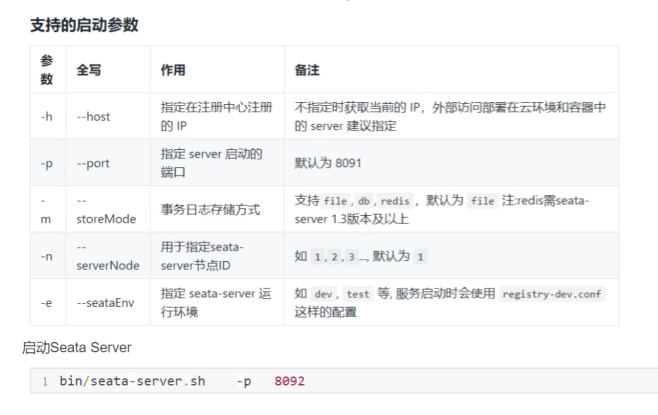 支持的启动参数
参
数 全写 作用 备注
-h --host 指定在注册中心注册
的 IP 不指定时获取当前的 IP，外部访问部署在云环境和容器中
的 server 建议指定
-p --port 指定 server 启动的
端口 默认为 8091
-
m --
storeMode 事务日志存储方式 支持 file , db , redis ，默认为 file 注:redis需seata-
server 1.3版本及以上
-n --
serverNode 用于指定seata-
server节点ID 如 1 , 2 , 3 ..., 默认为 1
-e --seataEnv 指定 seata-server 运
行环境 如 dev , test 等, 服务启动时会使用 registry-dev.conf
这样的配置
启动Seata Server
1 bin/seata-server.sh -p 8092